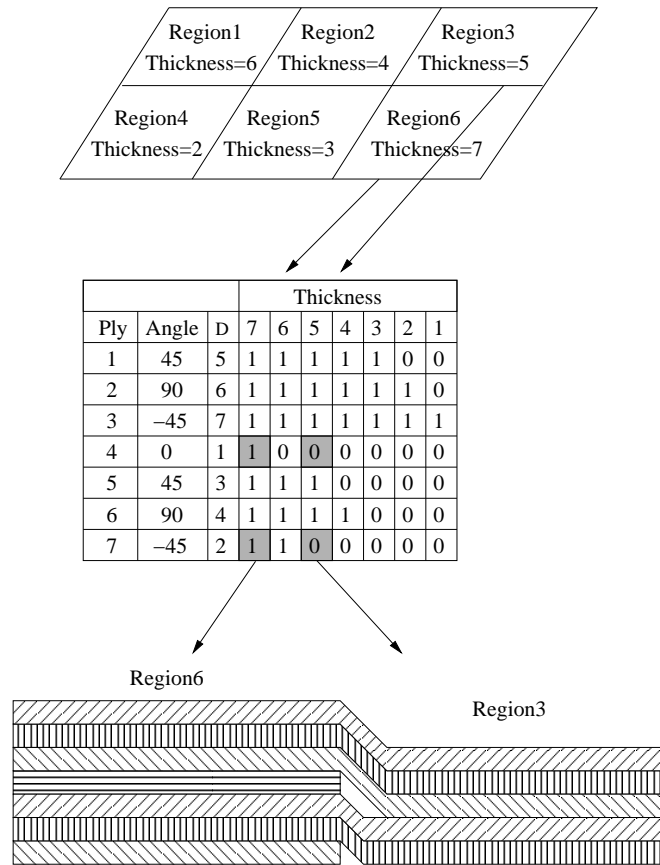 Region1 Region2 Region3
Thickness=6 Thickness=4 Thickness=5
Region4 Region5 Region6
Thickness=2 Thickness=3 Thickness=7
Thickness
Ply Angle D 7 6 5 4 3 2 1
1 45 5 1 1 1 1 1 0 0
2 90 6 1 1 1 1 1 1 0
3 −45 7 1 1 1 1 1 1 1
4 0 1 1 0 0 0 0 0 0
5 45 3 1 1 1 0 0 0 0
6 90 4 1 1 1 1 0 0 0
7 −45 2 1 1 0 0 0 0 0
Region6
Region3